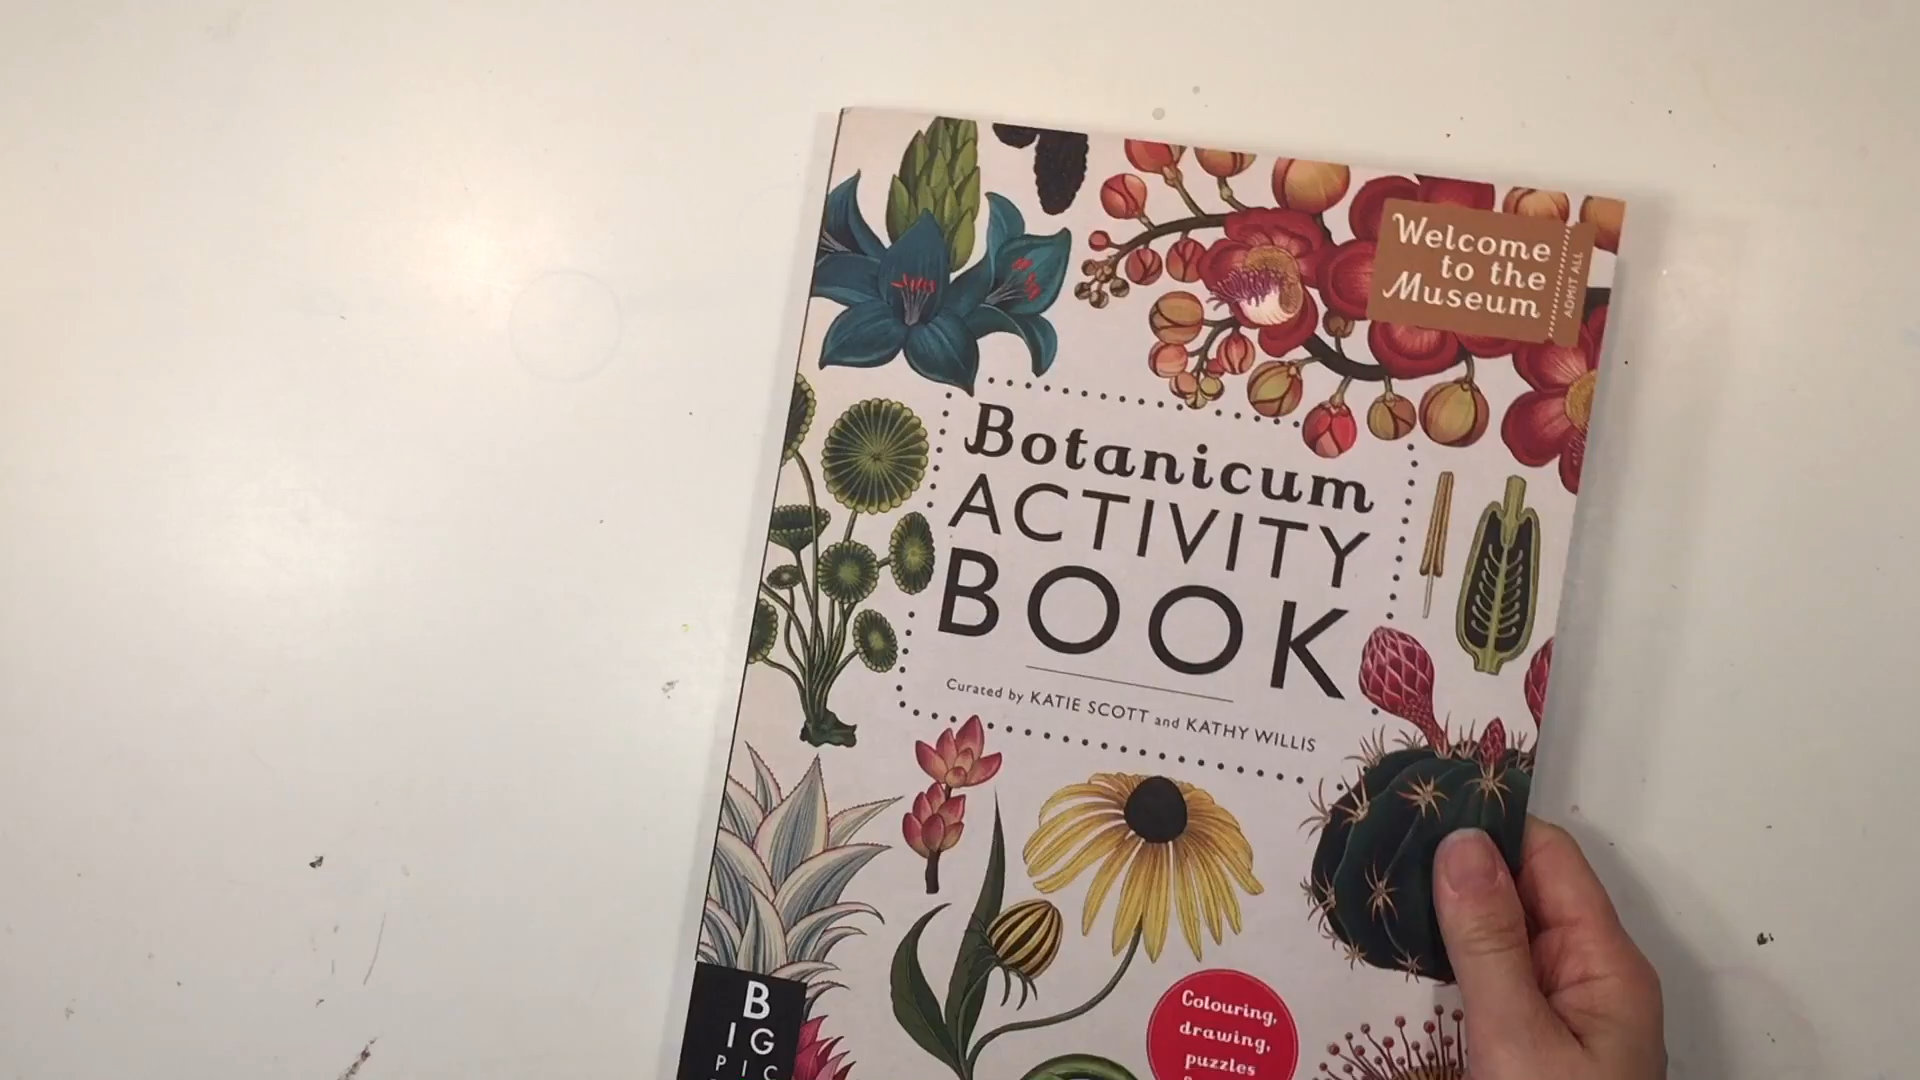 Welcome
to the
Museum
ADMIT ALL
Botanicum
ACTIVITY
BOOK
Curated by KATIE SCOTT and KATHY WILLIS
Colouring,
drawing,
puzzles
B
IG
PIC